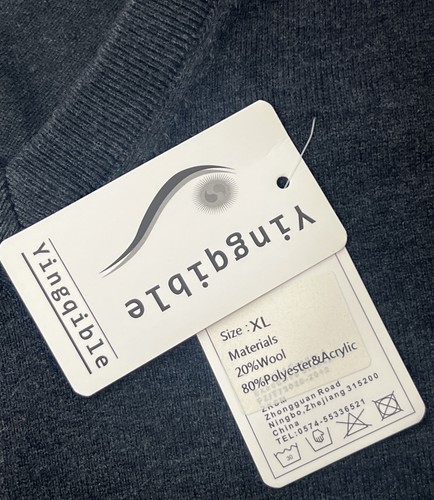 Yingqible
Yingqible
Size : XL
Materials
20%Wool
80%Polyester&Acrylic
Zhongguan Road
Ningbo,Zhejiang 315200
China
TEL:0574-55336521
30